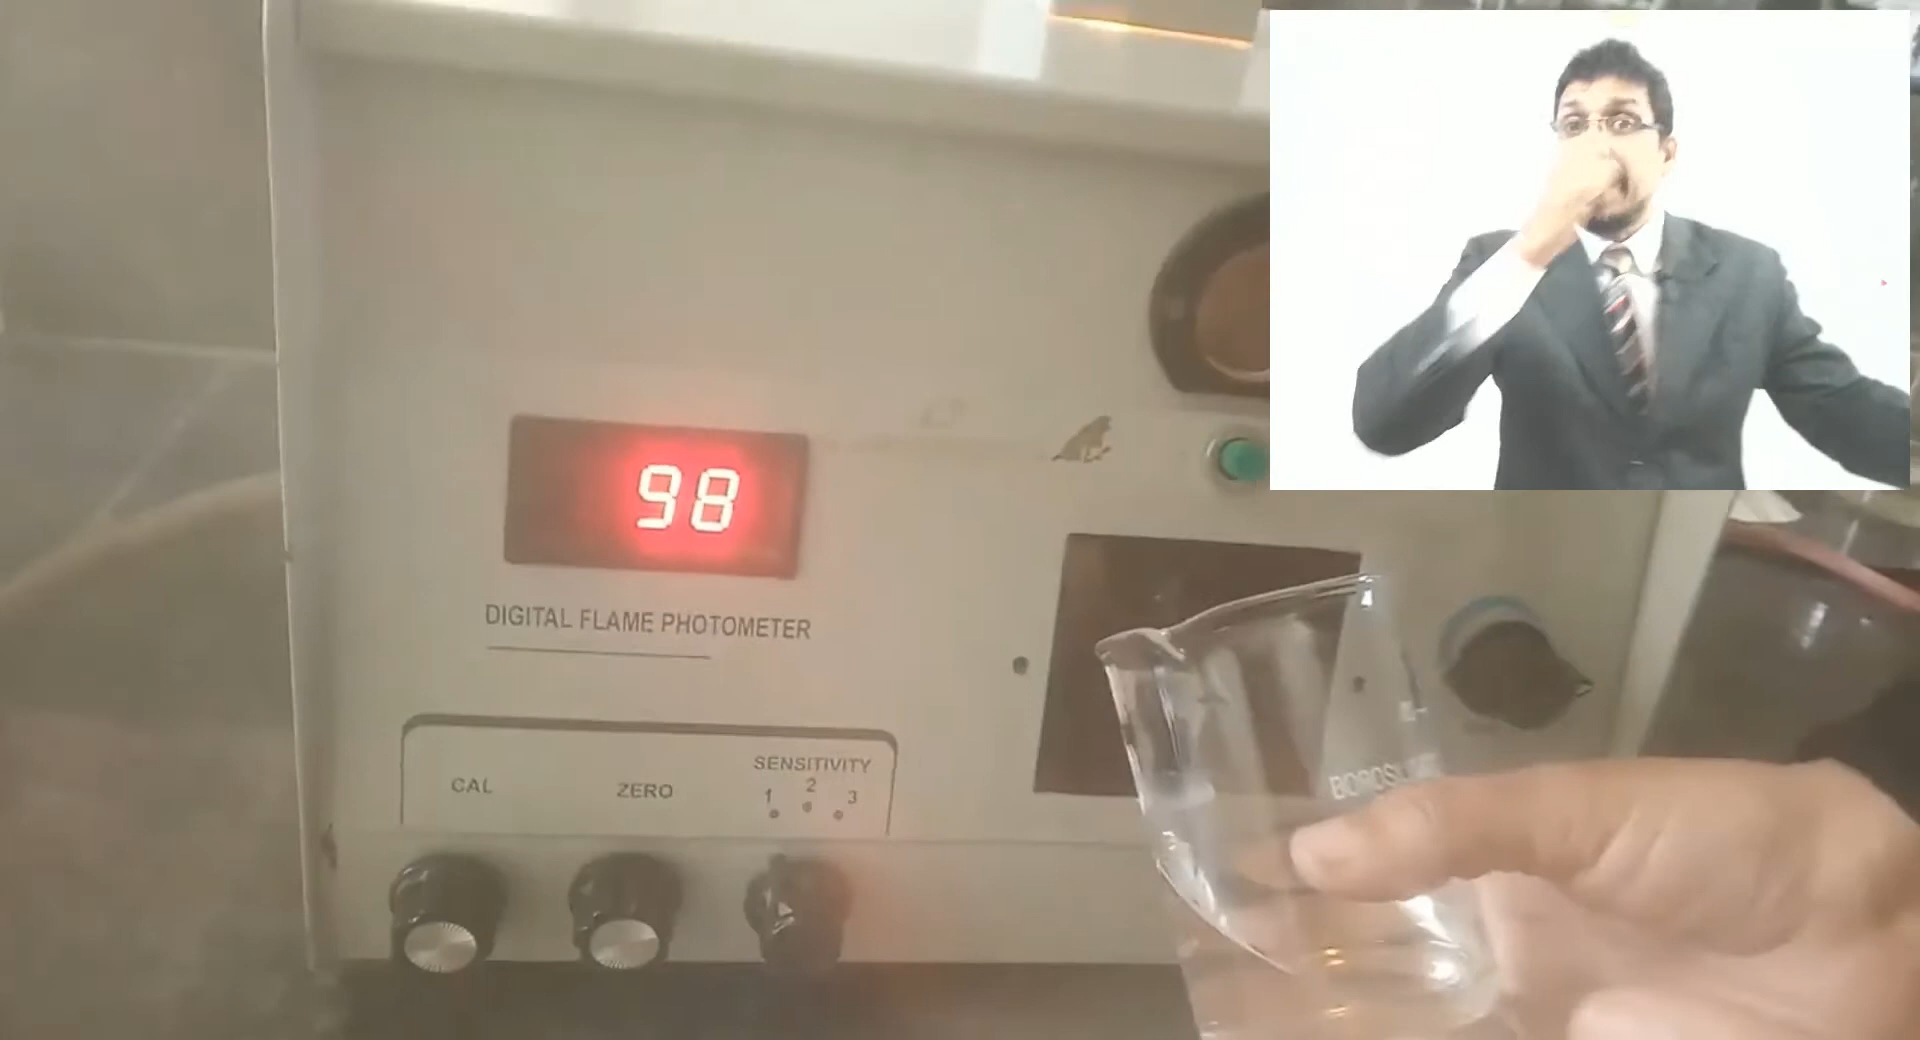 98
DIGITAL FLAME PHOTOMETER
CAL
ZERO
SENSITIVITY
1 2 3